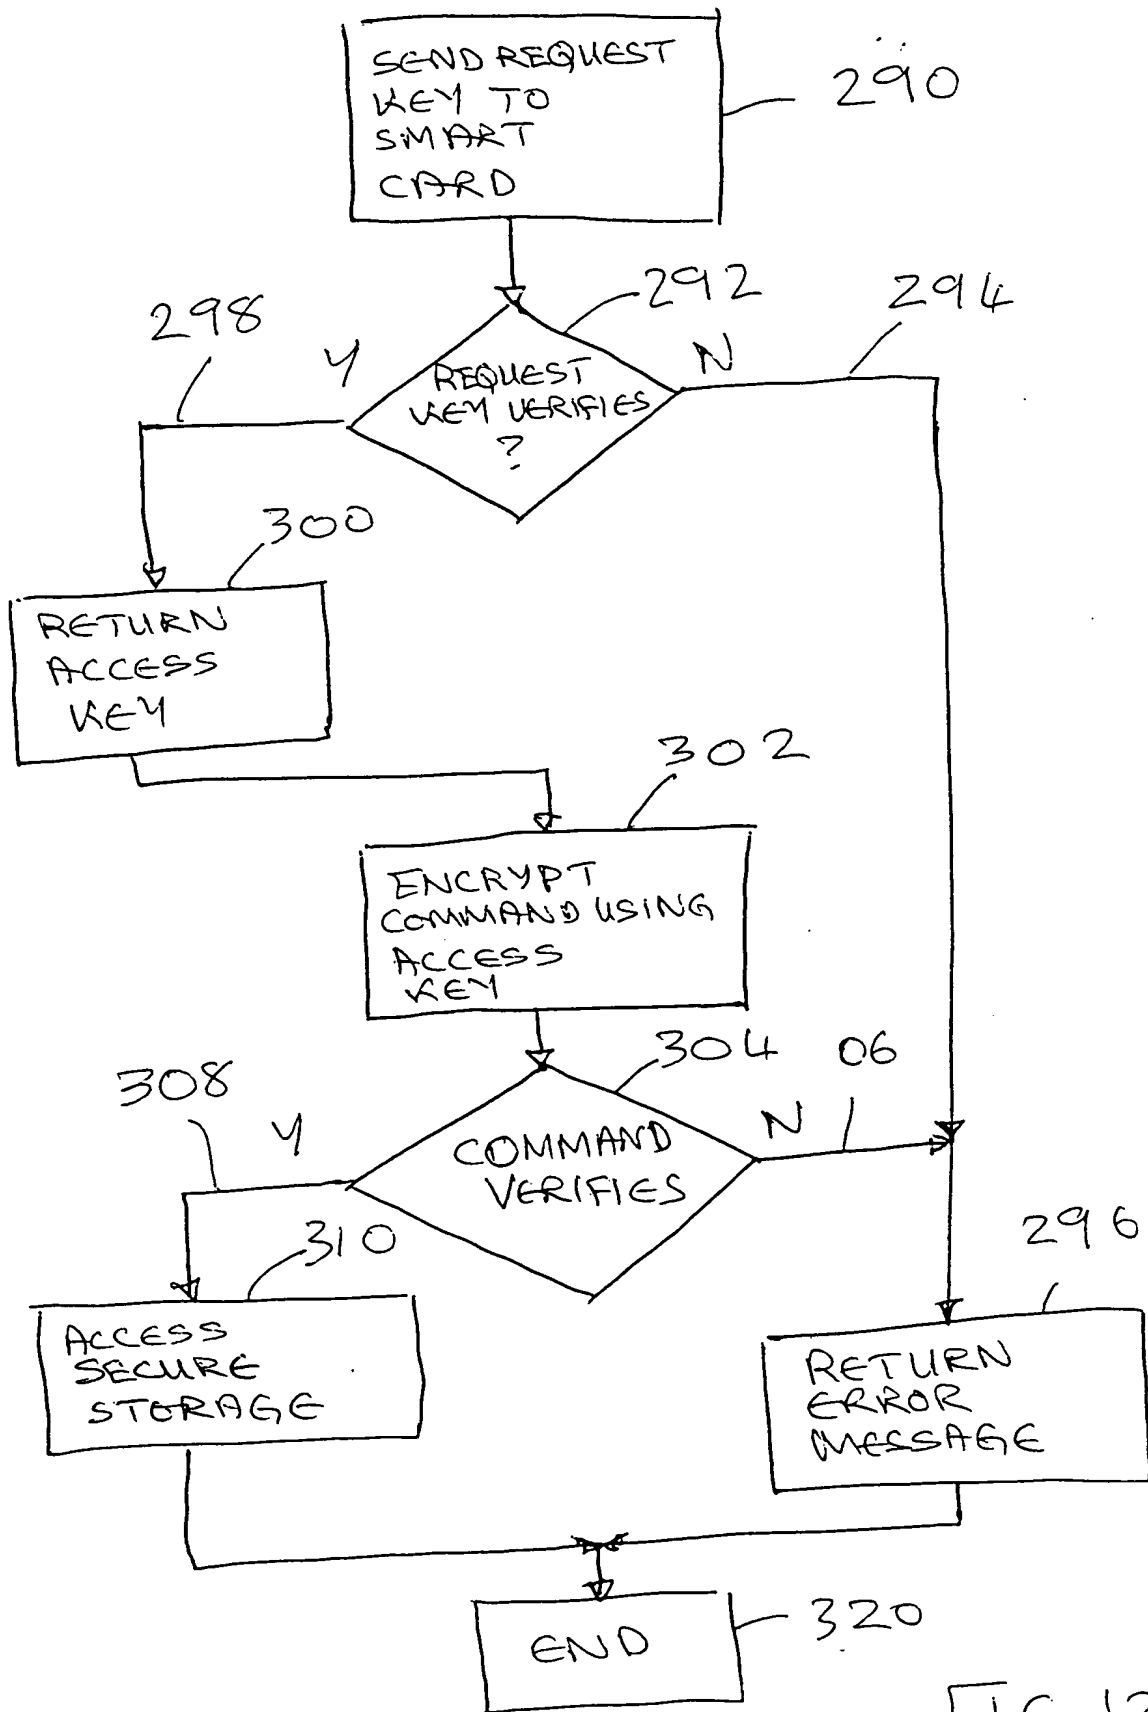 SEND REQUEST
KEY TO
SMART
CARD
290
292
294
298
Y
N
REQUEST
KEY VERIFIES
?
300
RETURN
ACCESS
KEY
302
ENCRYPT
COMMAND USING
ACCESS
KEY
304
06
308
Y
N
COMMAND
VERIFIES
310
296
ACCESS
SECURE
STORAGE
RETURN
ERROR
MESSAGE
END
320